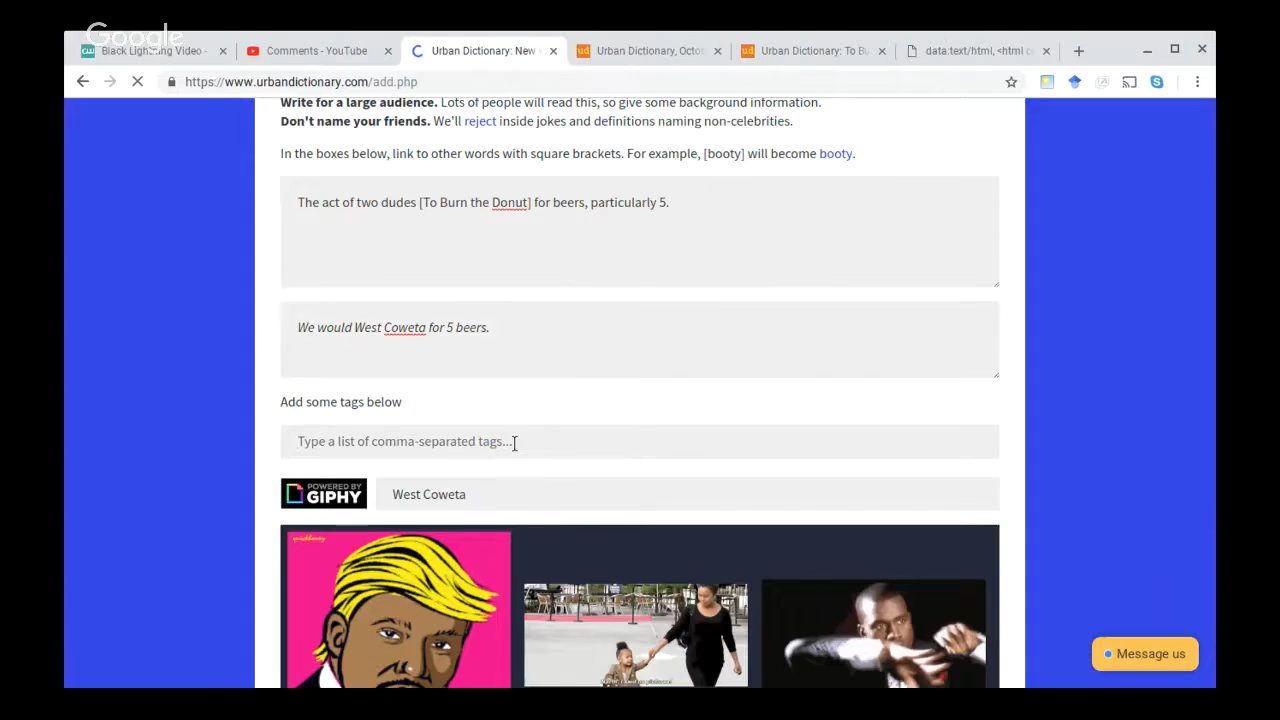 Google
Black Lightning Video -
Comments - YouTube
Urban Dictionary: New
Urban Dictionary, Octo
Urban Dictionary: To Bu
data:text/html, <html co
https://www.urbandictionary.com/add.php
Write for a large audience. Lots of people will read this, so give some background information.
Don't name your friends. We'll reject inside jokes and definitions naming non-celebrities.
In the boxes below, link to other words with square brackets. For example, [booty] will become booty.
The act of two dudes [To Burn the Donut] for beers, particularly 5.
We would West Coweta for 5 beers.
Add some tags below
Type a list of comma-separated tags...
POWERED BY
GIPHY
West Coweta
Message us